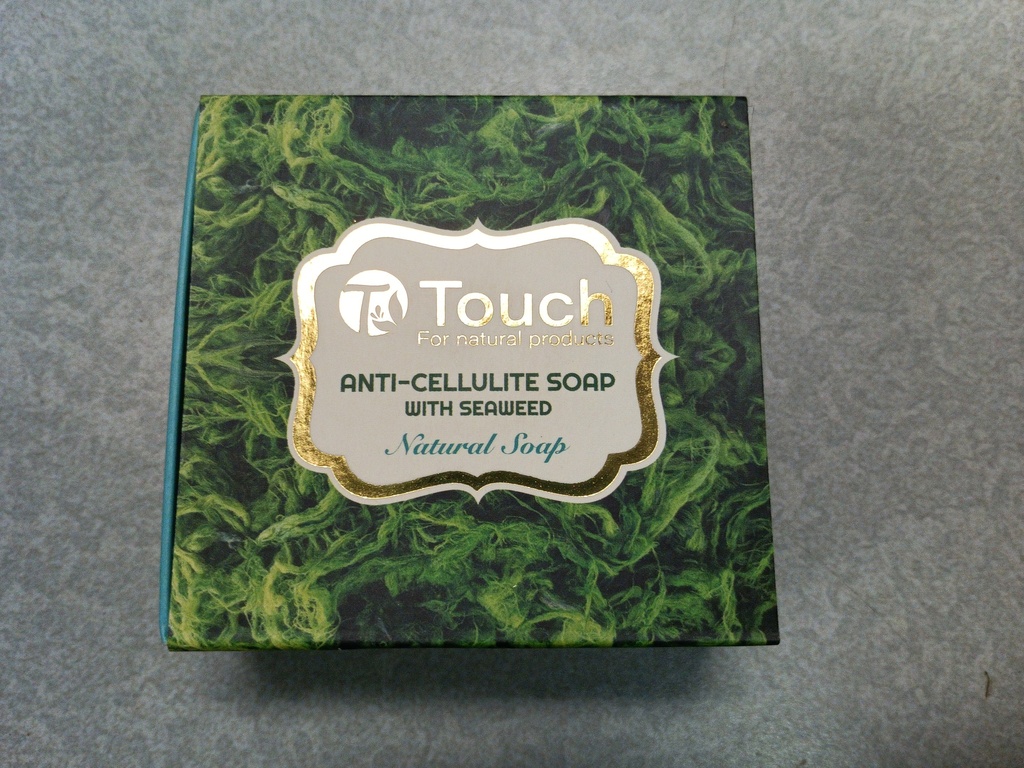 Touch
For natural products
ANTI-CELLULITE SOAP
WITH SEAWEED
Natural Soap